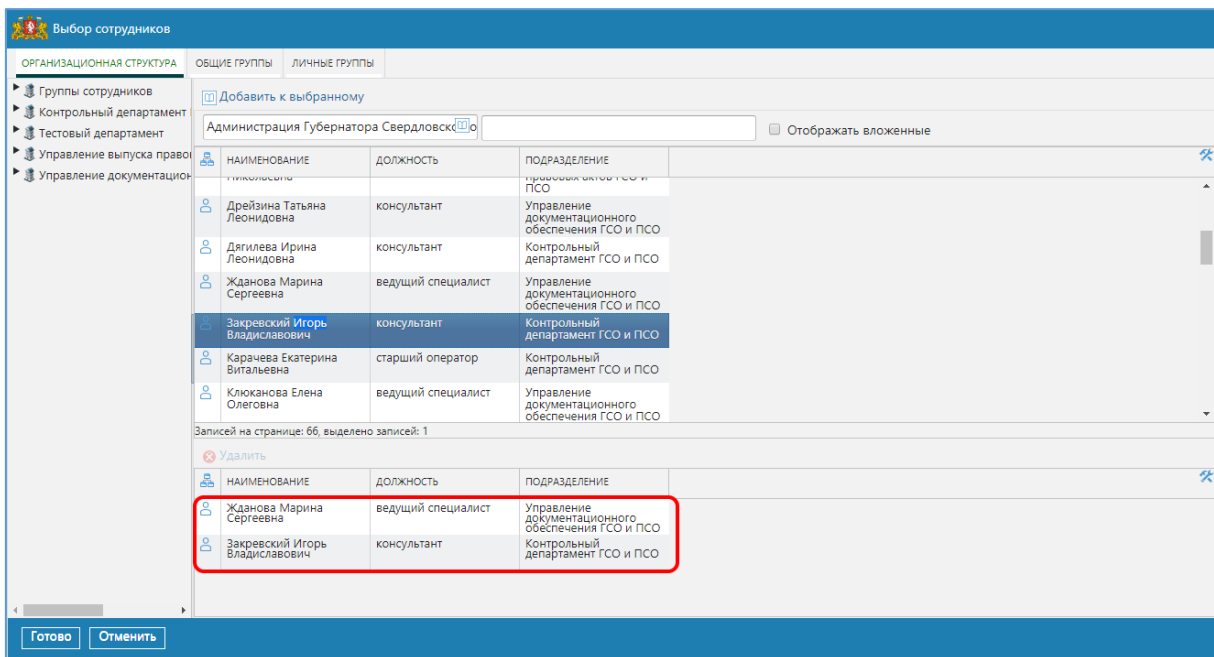 Выбор сотрудников
ОРГАНИЗАЦИОННАЯ СТРУКТУРА ОБЩИЕ ГРУППЫ ЛИЧНЫЕ ГРУППЫ
Группы сотрудников
Контрольный департамент
Тестовый департамент
Управление выпуска право
Управление документацион
Добавить к выбранному
Администрация Губернатора Свердловско о
Отображать вложенные
НАИМЕНОВАНИЕ ДОЛЖНОСТЬ ПОДРАЗДЕЛЕНИЕ
Николаевна правовых актов ГСО и
ПСО
Дрейзина Татьяна консультант Управление
Леонидовна документационного
обеспечения ГСО и ПСО
Дягилева Ирина консультант Контрольный
Леонидовна департамент ГСО и ПСО
Жданова Марина ведущий специалист Управление
Сергеевна документационного
обеспечения ГСО и ПСО
Закревский Игорь консультант Контрольный
Владиславович департамент ГСО и ПСО
Карачева Екатерина старший оператор Контрольный
Витальевна департамент ГСО и ПСО
Клюканова Елена ведущий специалист Управление
Олеговна документационного
обеспечения ГСО и ПСО
Записей на странице: 66, выделено записей: 1
Удалить
НАИМЕНОВАНИЕ ДОЛЖНОСТЬ ПОДРАЗДЕЛЕНИЕ
Жданова Марина ведущий специалист Управление
Сергеевна документационного
обеспечения ГСО и ПСО
Закревский Игорь консультант Контрольный
Владиславович департамент ГСО и ПСО
Готово Отменить